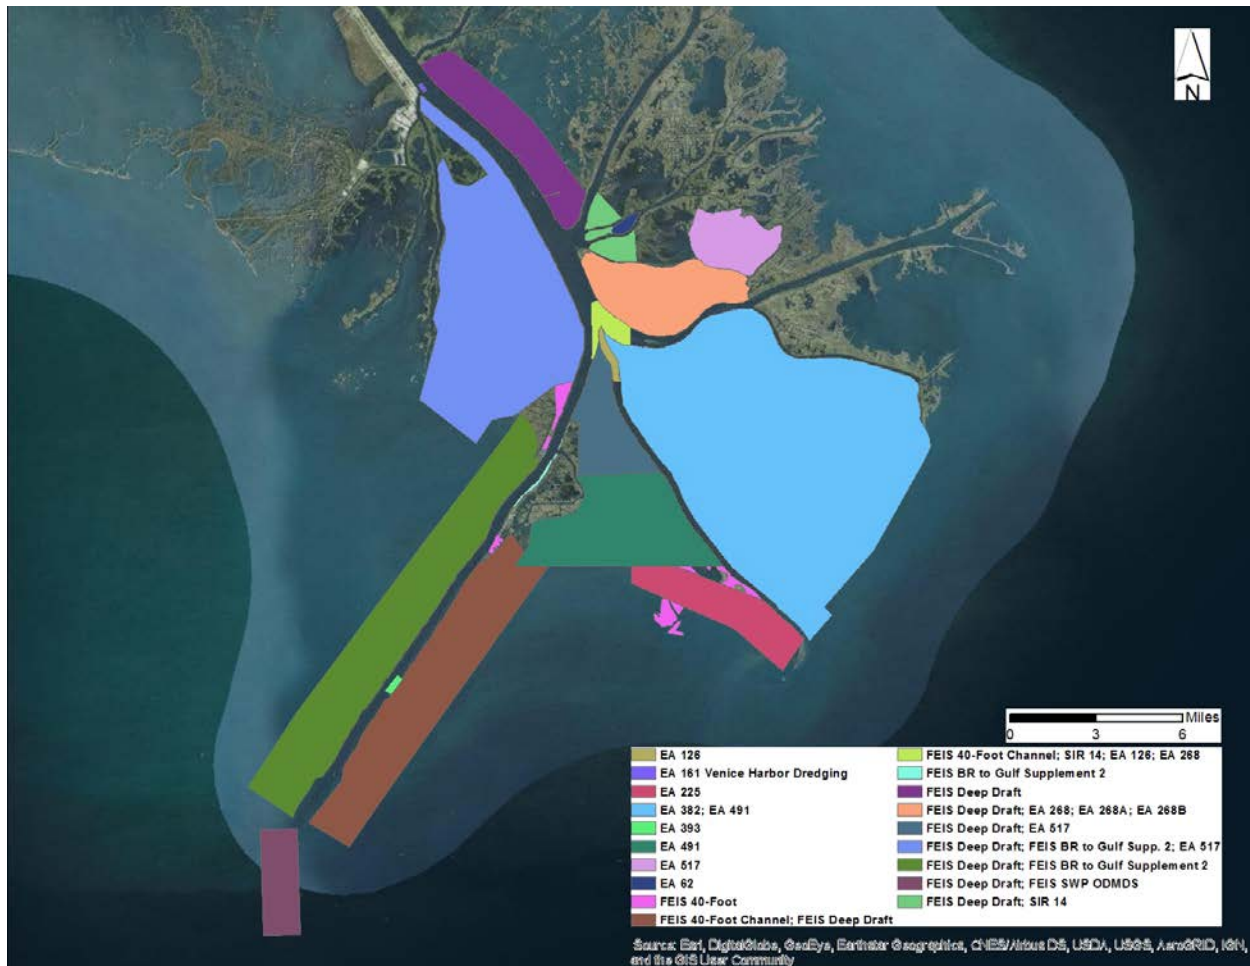 N
Miles
0 3 6
EA 126
EA 161 Venice Harbor Dredging
EA 225
EA 382; EA 491
EA 393
EA 491
EA 517
EA 62
FEIS 40-Foot
FEIS 40-Foot Channel; FEIS Deep Draft
FEIS 40-Foot Channel; SIR 14; EA 126; EA 268
FEIS BR to Gulf Supplement 2
FEIS Deep Draft
FEIS Deep Draft; EA 268; EA 268A; EA 268B
FEIS Deep Draft; EA 517
FEIS Deep Draft; FEIS BR to Gulf Supp. 2; EA 517
FEIS Deep Draft; FEIS BR to Gulf Supplement 2
FEIS Deep Draft; FEIS SWP ODMDS
FEIS Deep Draft; SIR 14
Source: Esri, DigitalGlobe, GeoEye, Earthstar Geographics, CNES/Airbus DS, USDA, USGS, AeroGRID, IGN,
and the GIS User Community